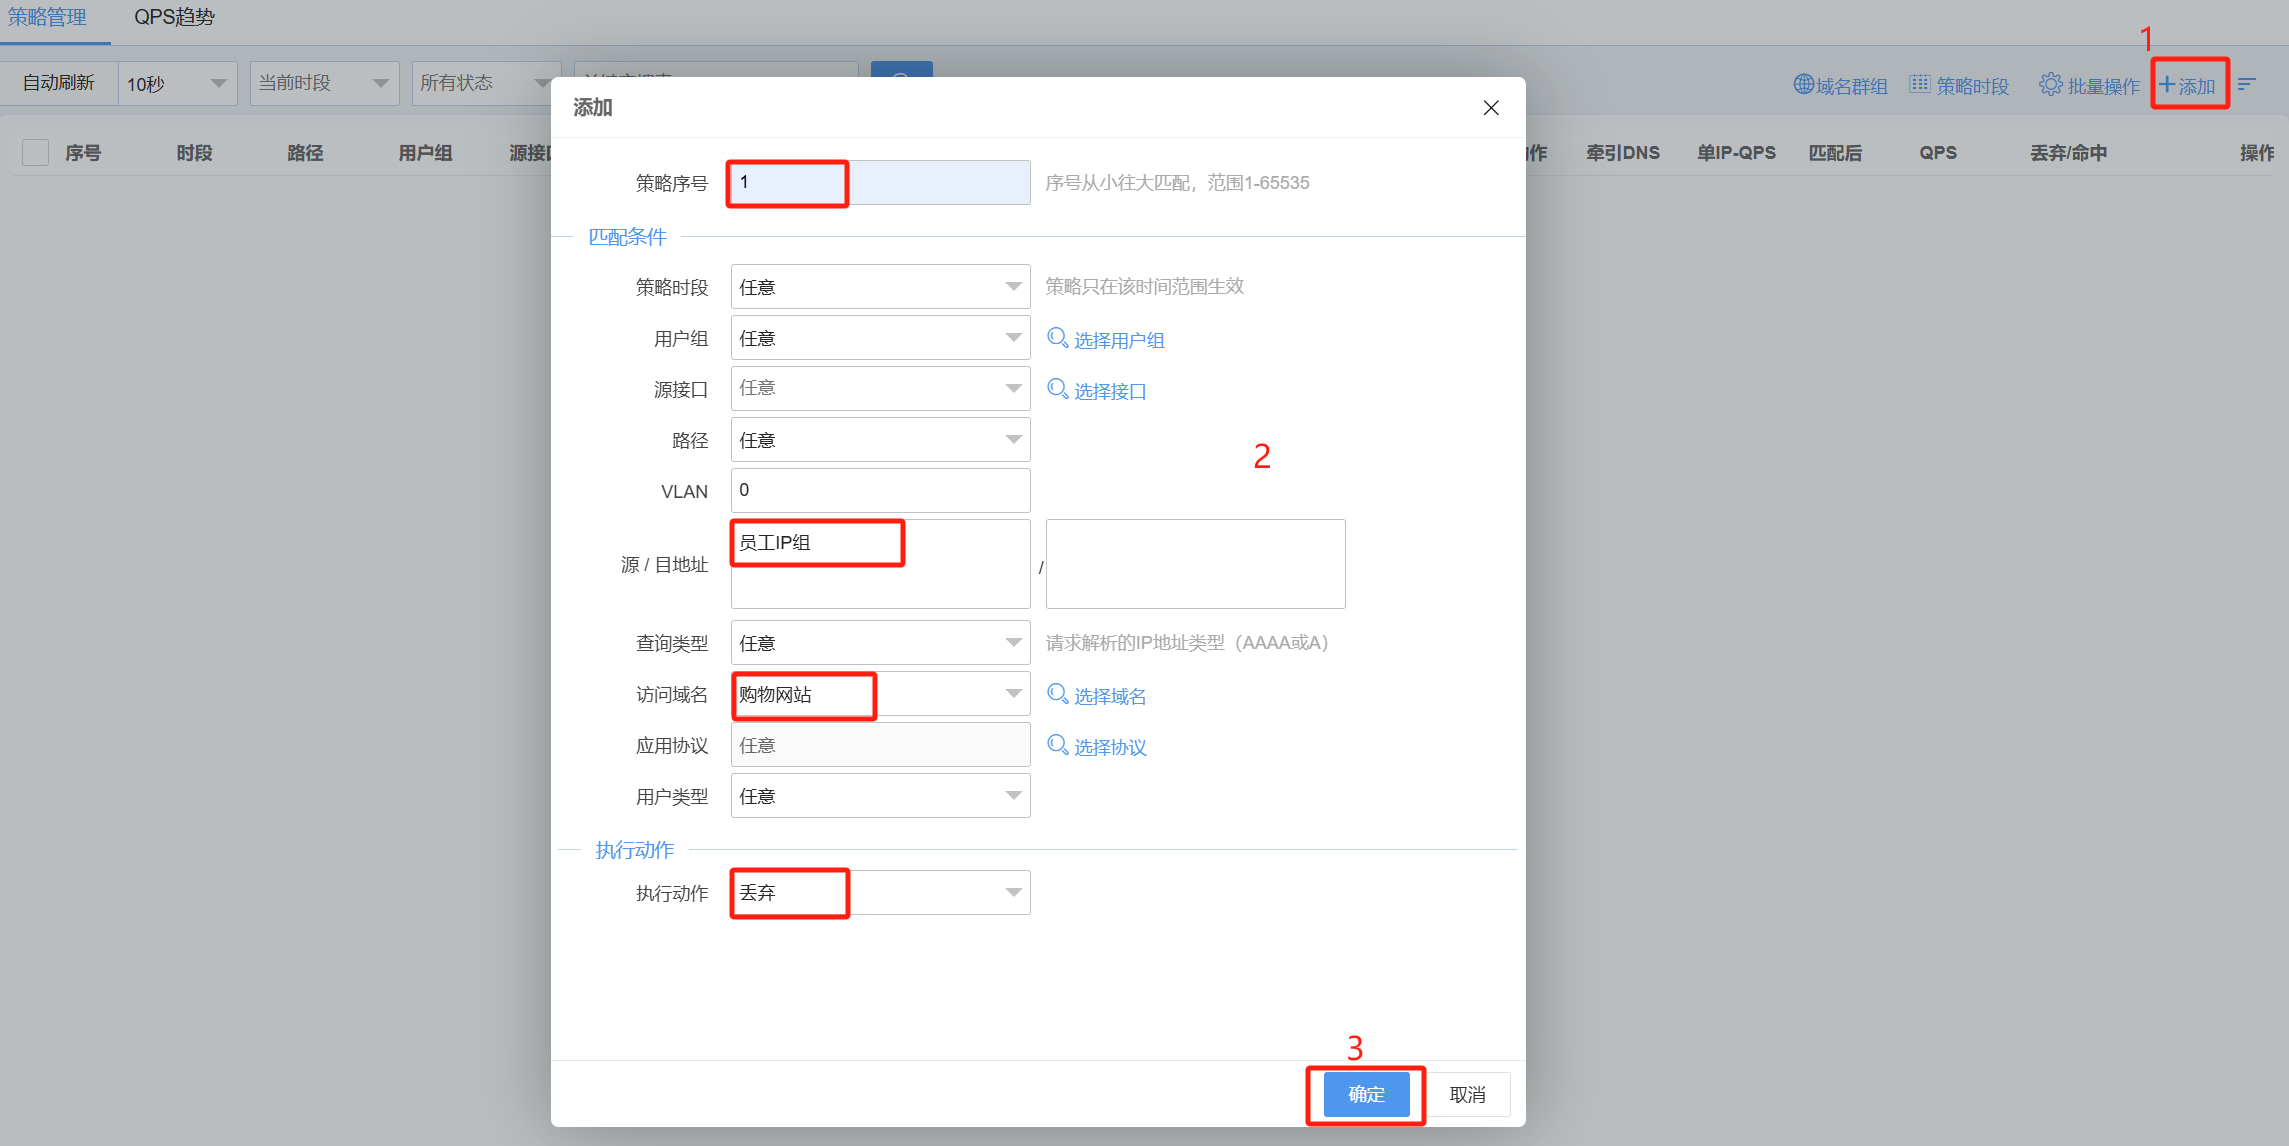 策略管理 QPS趋势
1
自动刷新 10秒 当前时段 所有状态
域名群组 策略时段 批量操作 添加
添加
序号 时段 路径 用户组 源接
作 牵引DNS 单IP-QPS 匹配后 QPS 丢弃/命中 操作
策略序号 1 序号从小往大匹配，范围1-65535
匹配条件
策略时段 任意 策略只在该时间范围生效
用户组 任意 选择用户组
源接口 任意 选择接口
路径 任意
2
VLAN 0
源 / 目地址 员工IP组 /
查询类型 任意 请求解析的IP地址类型（AAAA或A）
访问域名 购物网站 选择域名
应用协议 任意 选择协议
用户类型 任意
执行动作
执行动作 丢弃
3
确定 取消